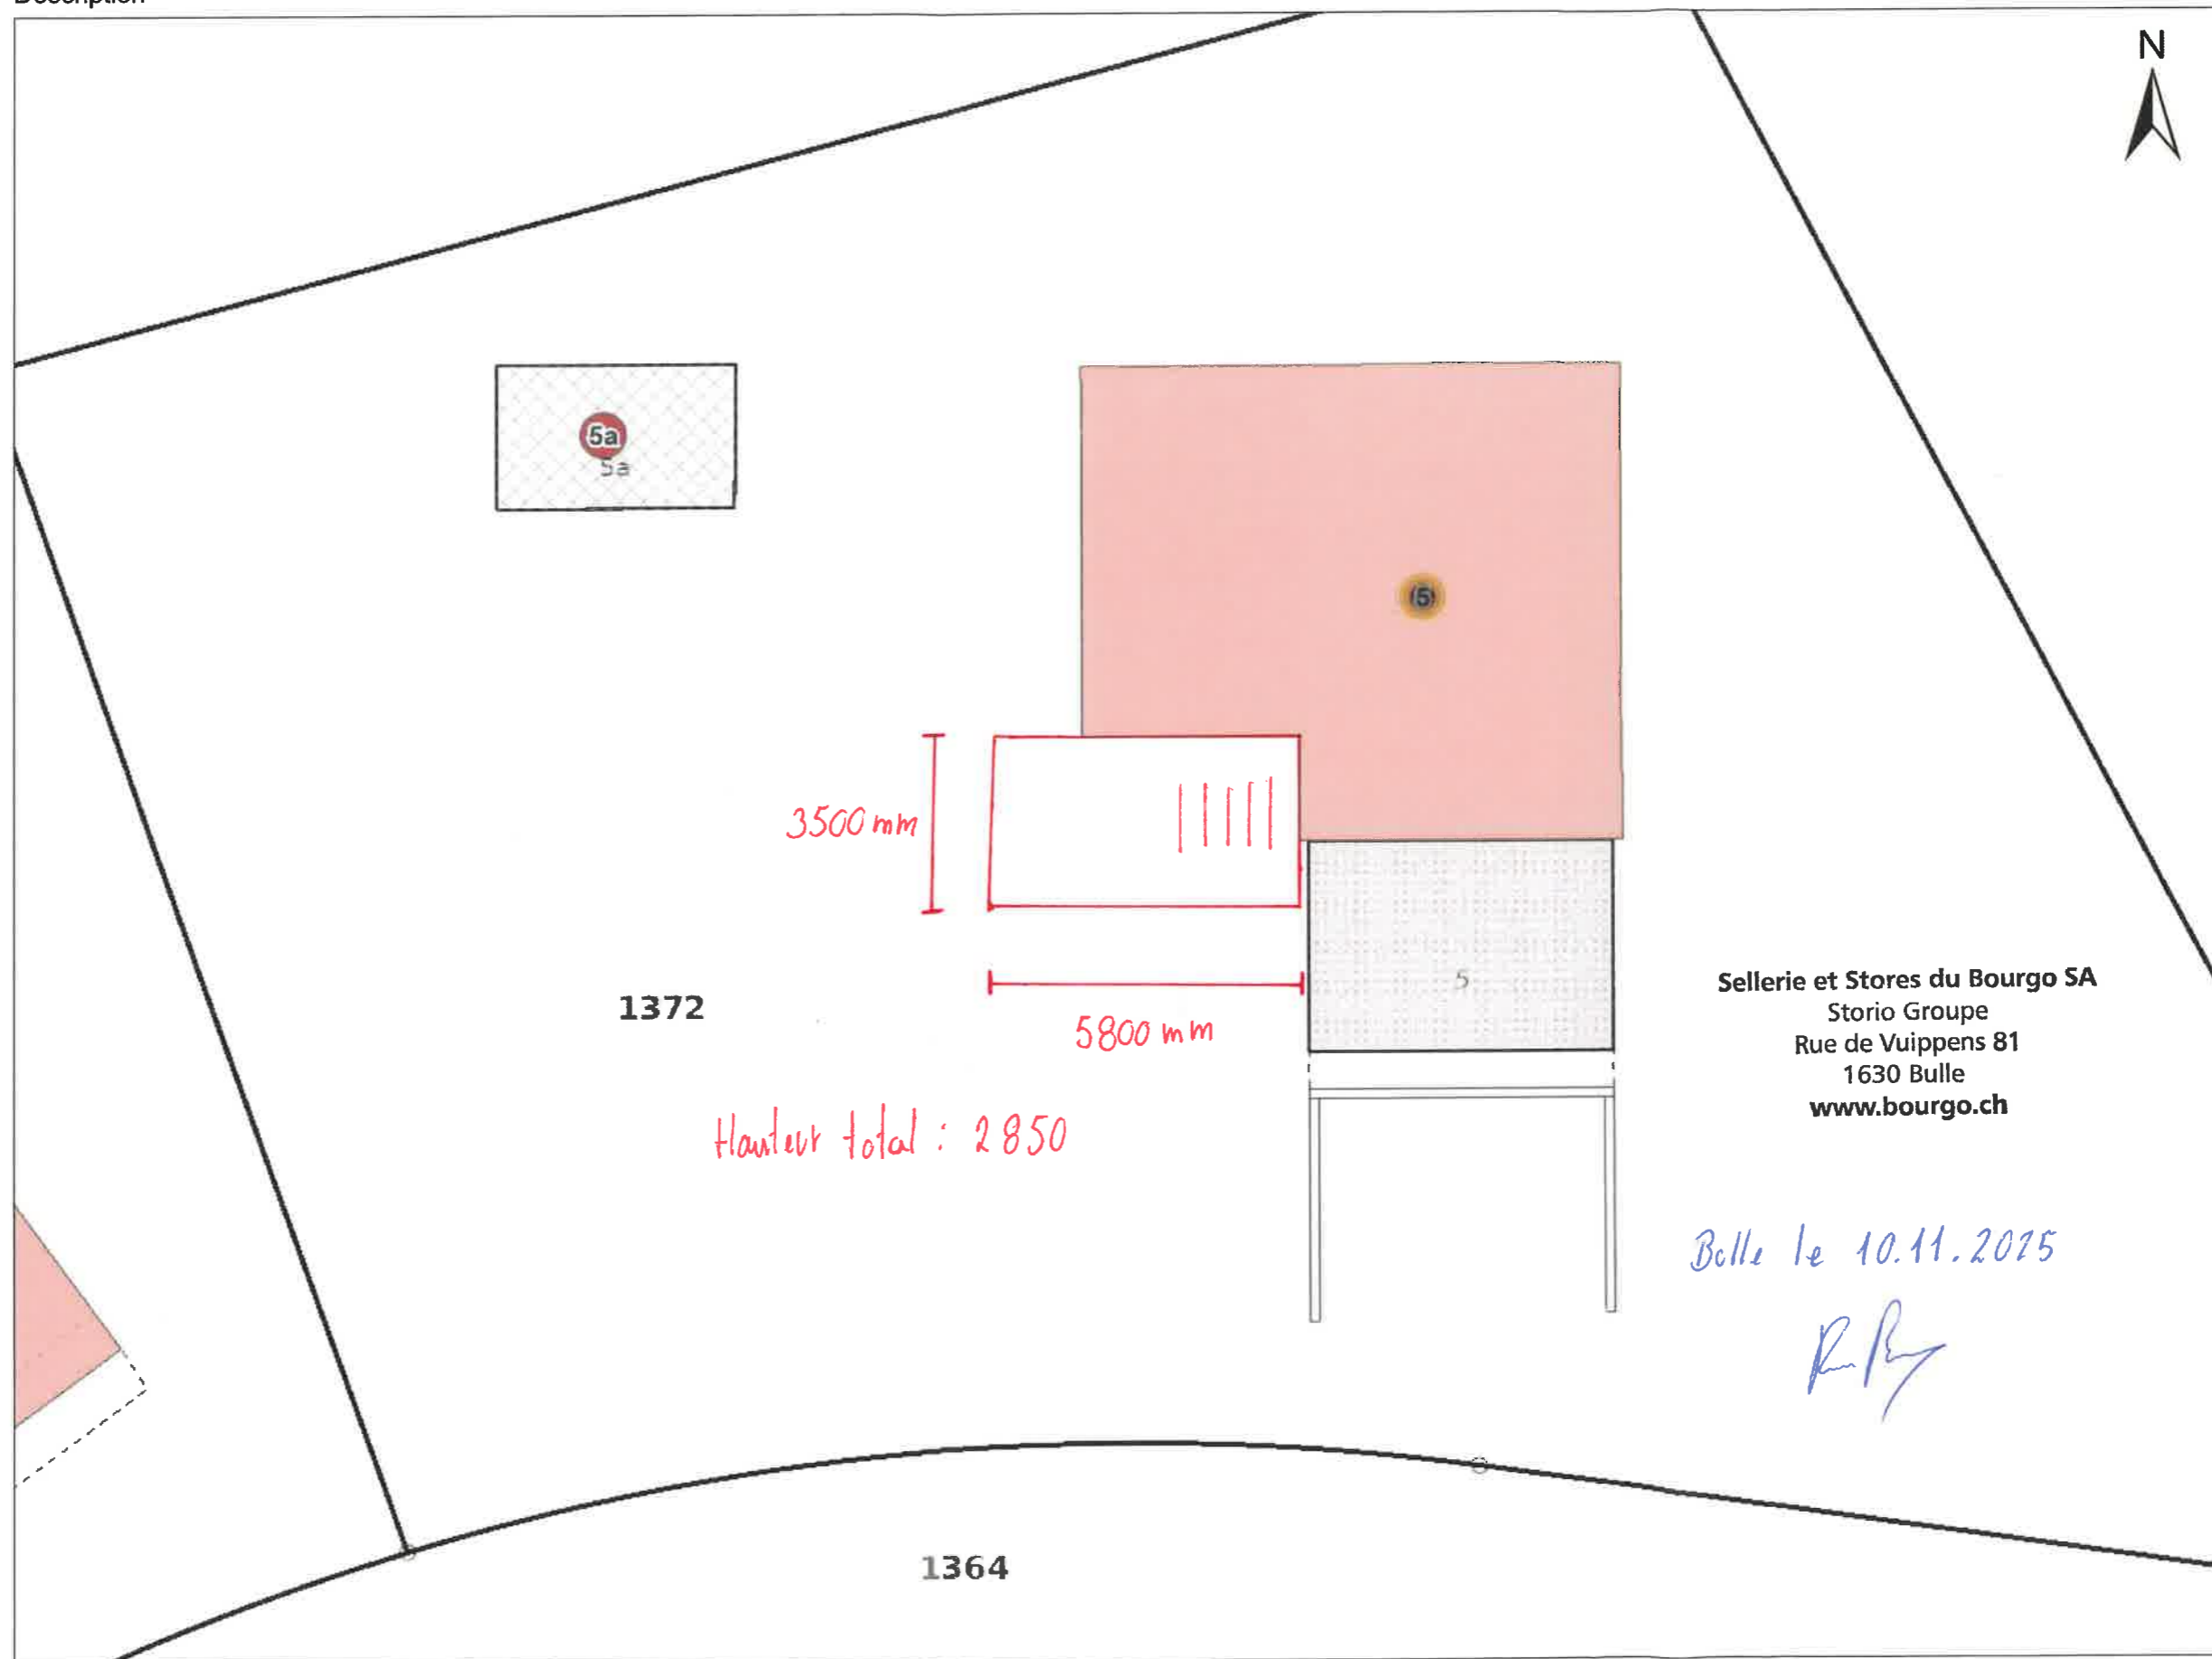 Description
N
5a
5a
(5)
3500 mm
5
1372
5800 mm
Sellerie et Stores du Bourgo SA
Storio Groupe
Rue de Vuippens 81
1630 Bulle
www.bourgo.ch
Hauteur total : 2850
Bulle le 10.11.2025
1364